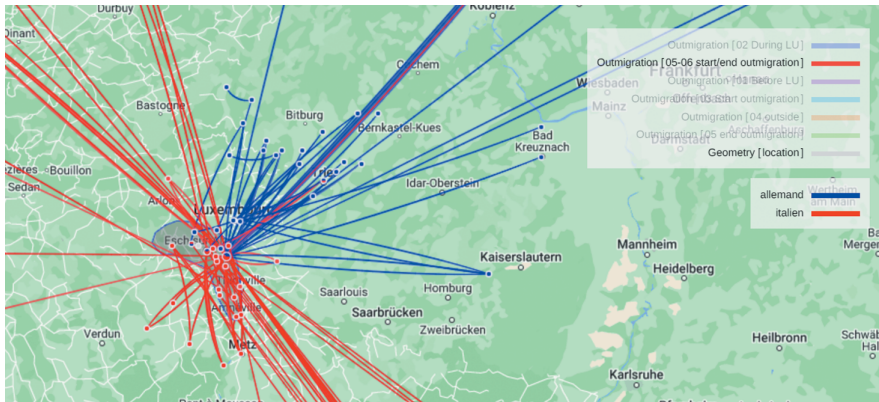 Durbuy
Koblenz
Dinant
Outmigration [02 During LU]
Outmigration [05-06 start/end outmigration]
Cochem
Frankfurt
Wiesbaden
Outmigration [01 Before LU]
Bastogne
Mainz
Outmigration [03 Start outmigration]
Bitburg
Outmigration [04 outside]
Bernkastel-Kues
Bad
Kreuznach
Outmigration [05 end outmigration]
Aschaffenburg
Darmstadt
Bouillon
Geometry [location]
Sedan
Idar-Oberstein
Arlon
allemand
Wertheim
am Main
Luxembourg
italien
Mannheim
Kaiserslautern
Heidelberg
Thionville
Saarlouis
Homburg
Saarbrücken
Zweibrücken
Verdun
Metz
Heilbronn
Karlsruhe